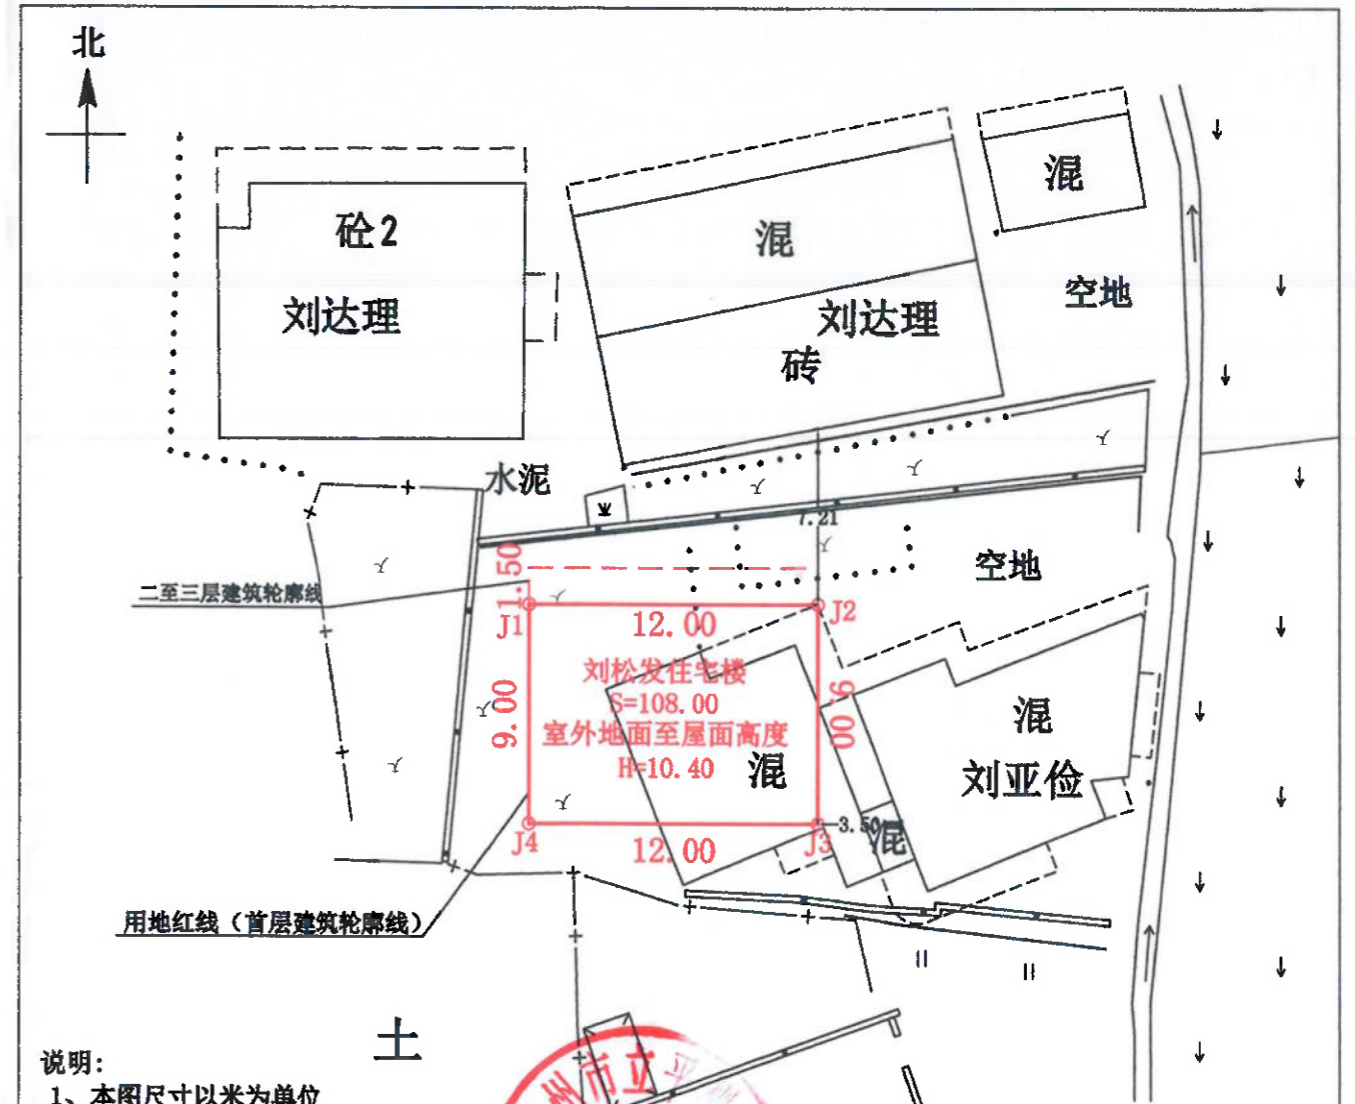 北
砼2
刘达理
混
刘达理
砖
混
空地
水泥
7.21
空地
1.50
二至三层建筑轮廓线
J1
12.00
J2
刘松发住宅楼
S=108.00
9.00
室外地面至屋面高度
9.00
H=10.40
混
混
刘亚俭
3.50
混
J4
12.00
J3
用地红线（首层建筑轮廓线）
土
州市立平
说明：
1、本图尺寸以米为单位